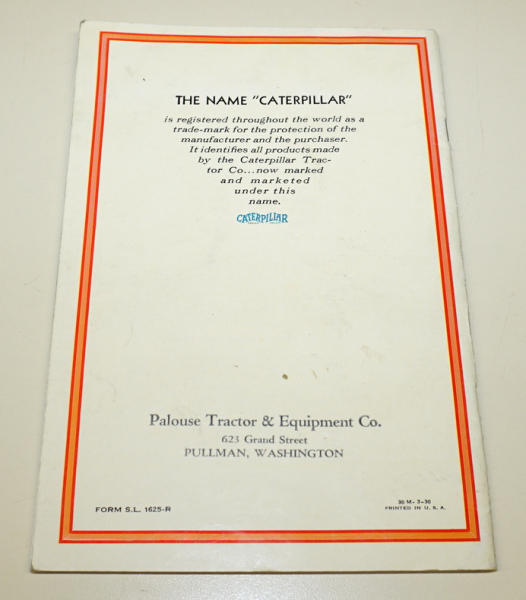 THE NAME "CATERPILLAR"
is registered throughout the world as a
trade-mark for the protection of the
manufacturer and the purchaser.
It identifies all products made
by the Caterpillar Trac-
tor Co...now marked
and marketed
under this
name.
CATERPILLAR
Palouse Tractor & Equipment Co.
623 Grand Street
PULLMAN, WASHINGTON
FORM S.L. 1625-R
30 M- 3-30
PRINTED IN U. S. A.